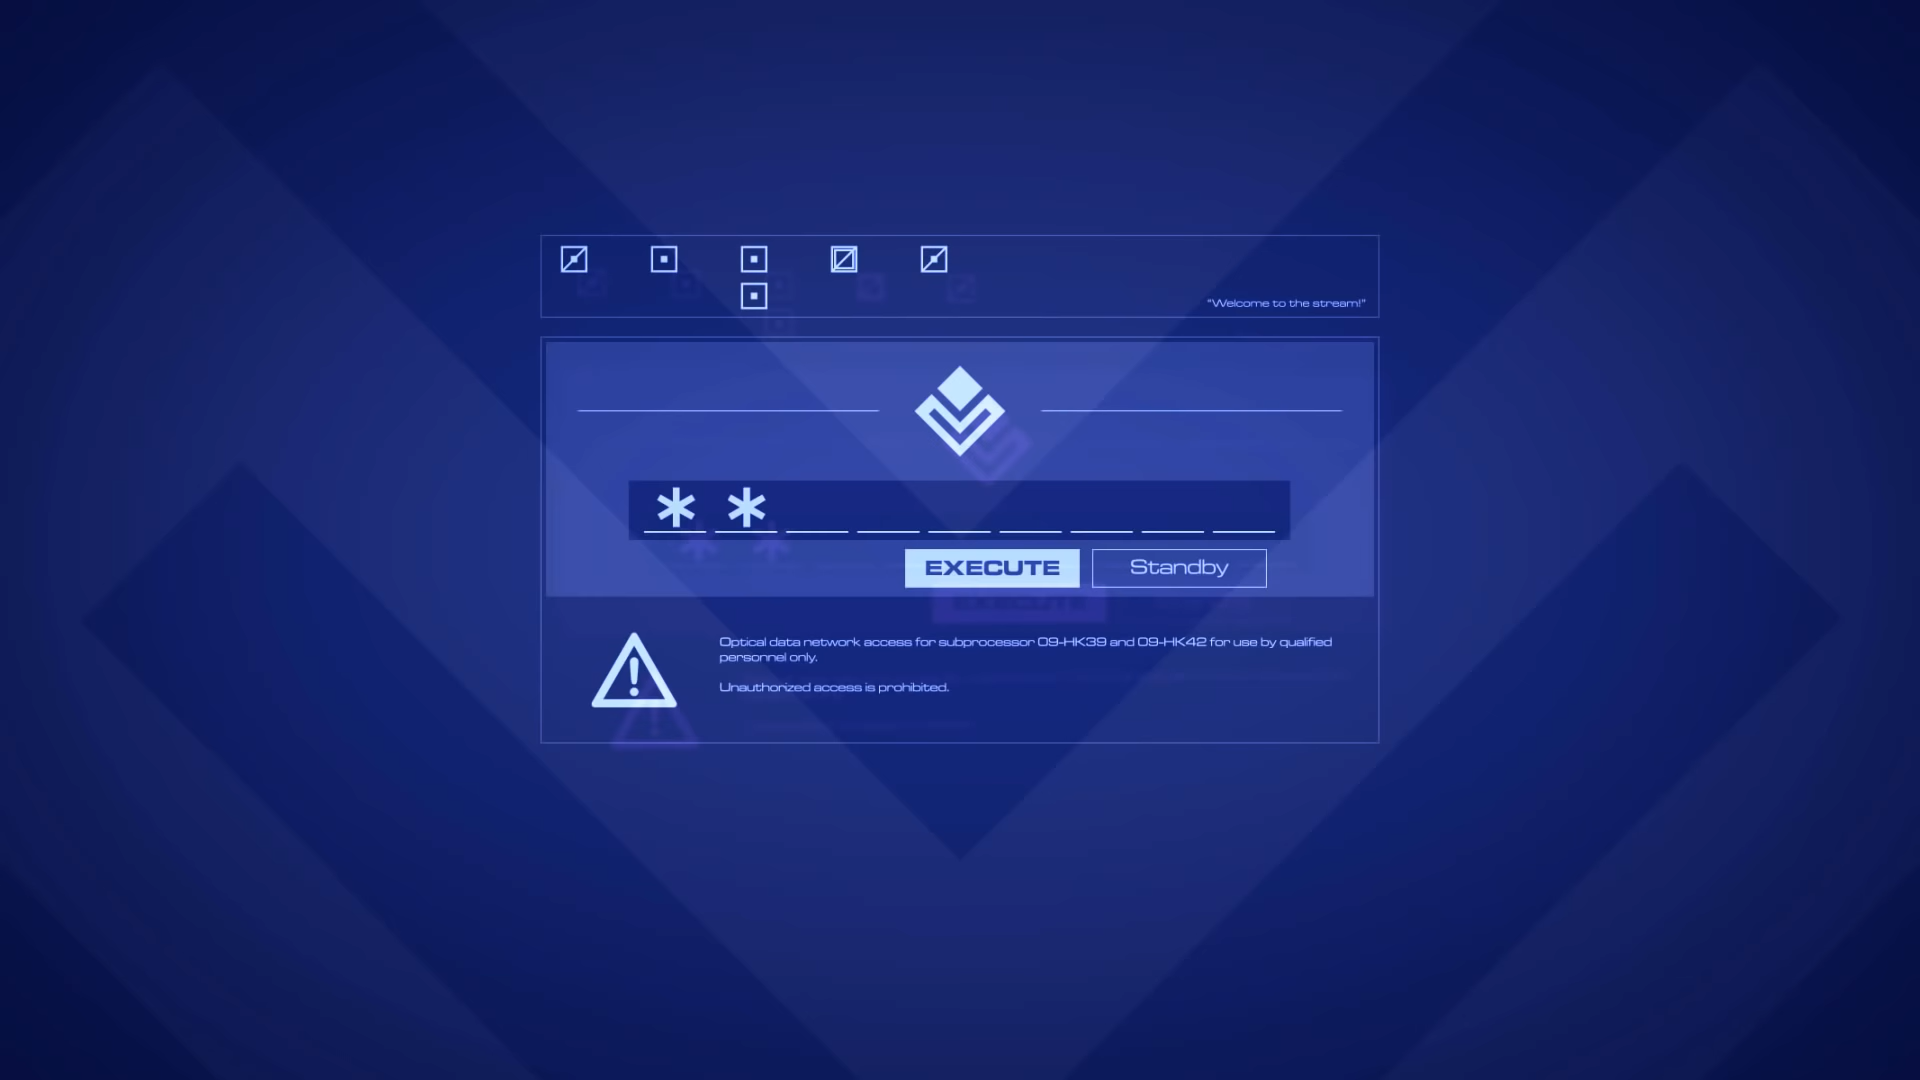 "Welcome to the stream!"
* *
EXECUTE
Standby
Optical data network access for subprocessor 09-HK39 and 09-HK42 for use by qualified
personnel only.
Unauthorized access is prohibited.